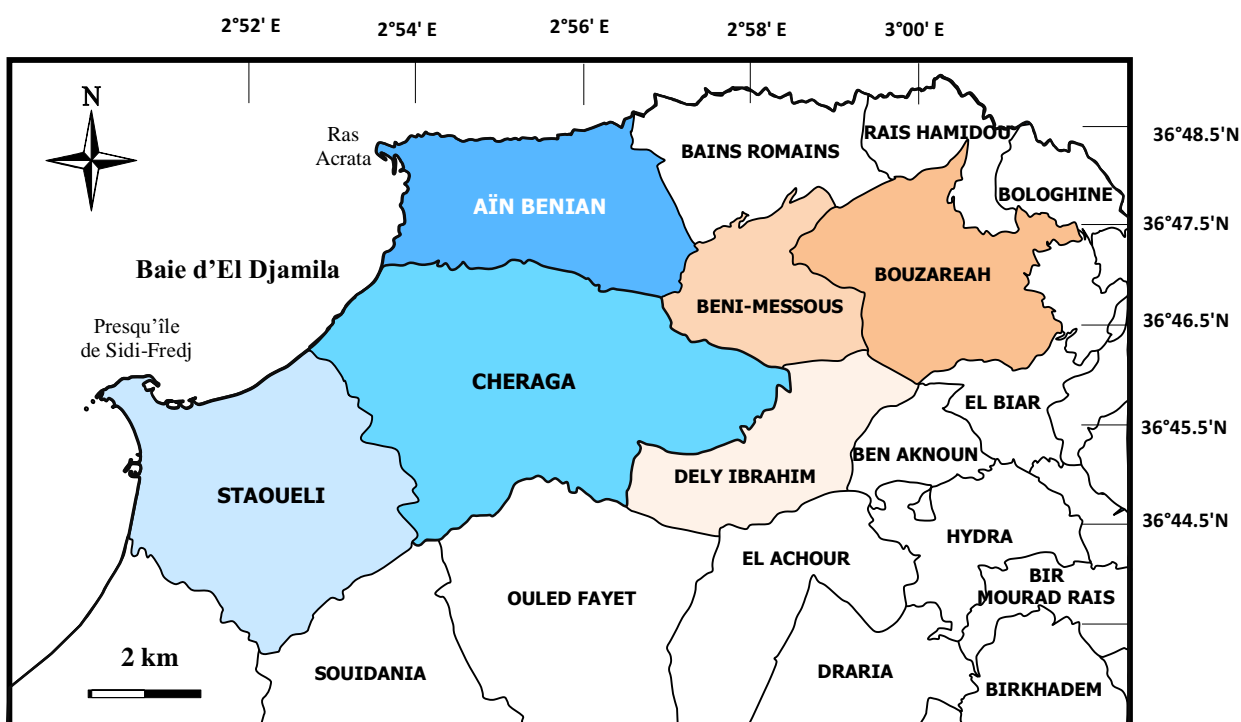 2°52' E 2°54' E 2°56' E 2°58' E 3°00' E
N
Ras
Acrata
RAIS HAMIDOU
36°48.5'N
BAINS ROMAINS
BOLOGHINE
AÏN BENIAN
36°47.5'N
Baie d'El Djamila
BOUZAREAH
BENI-MESSOUS
36°46.5'N
Presqu'île
de Sidi-Fredj
CHERAGA
EL BIAR
36°45.5'N
BEN AKNOUN
DELY IBRAHIM
STAOUELI
36°44.5'N
HYDRA
EL ACHOUR
BIR
MOURAD RAIS
OULED FAYET
2 km
SOUIDANIA
DRARIA
BIRKHADEM